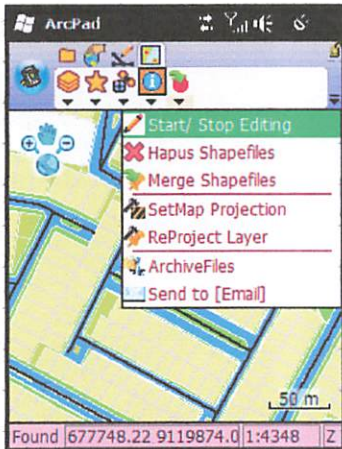 ArcPad
Start/ Stop Editing
Hapus Shapefiles
Merge Shapefiles
SetMap Projection
ReProject Layer
ArchiveFiles
Send to [Email]
50 m
Found 677748.22 9119874.0 1:4348 Z